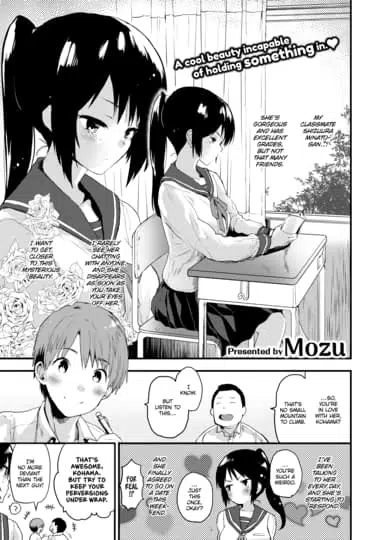 A cool beauty incapable
of holding something in.♥
MY
CLASSMATE
SHIZUURA
MINATO-
SAN..!
SHE'S
GORGEOUS
AND HAS
EXCELLENT
GRADES,
BUT NOT
THAT MANY
FRIENDS.
I RARELY
SEE HER
CHATTING
WITH ANYONE,
AND SHE
DISAPPEARS
AS SOON AS
YOU TAKE
YOUR EYES
OFF HER.
I WANT
TO GET
CLOSER
TO THIS
MYSTERIOUS
BEAUTY.
Presented by Mozu
...SO,
YOU'RE
IN LOVE
WITH HER,
KOHAMA?
THAT'S
NO SMALL
MOUNTAIN
TO CLIMB.
I
KNOW.
BUT
LISTEN TO
THIS...
I'VE
BEEN
TALKING
TO HER
EVERY DAY,
AND SHE'S
STARTING TO
RESPOND.
...YOU'RE
SUCH A
WEIRDO.
JUST
THIS
ONCE,
OKAY?
AND
SHE
FINALLY
AGREED
TO GO ON
A DATE
THIS
WEEK-
END.
FOR
REAL
!?
THAT'S
AWESOME,
KOHAMA.
BUT TRY TO
KEEP YOUR
PERVERSIONS
UNDER WRAP.
I'M
NO MORE
DEVIANT
THAN THE
NEXT GUY!
?